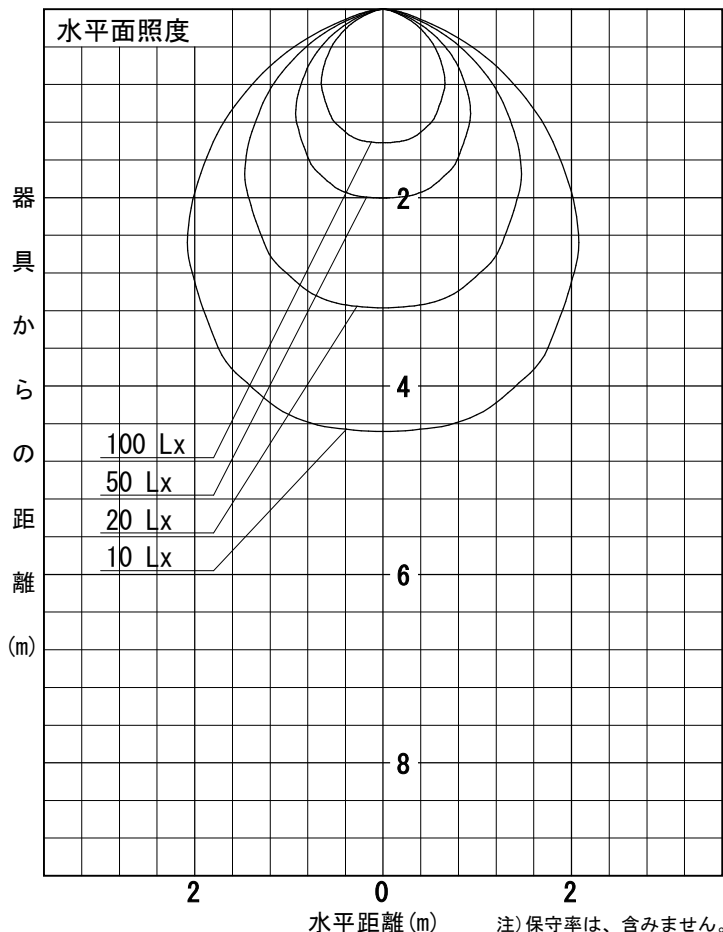 水平面照度
器具からの距離(m)
2
4
100 Lx
50 Lx
20 Lx
10 Lx
6
8
2
0
2
水平距離(m)
注)保守率は、含みません。